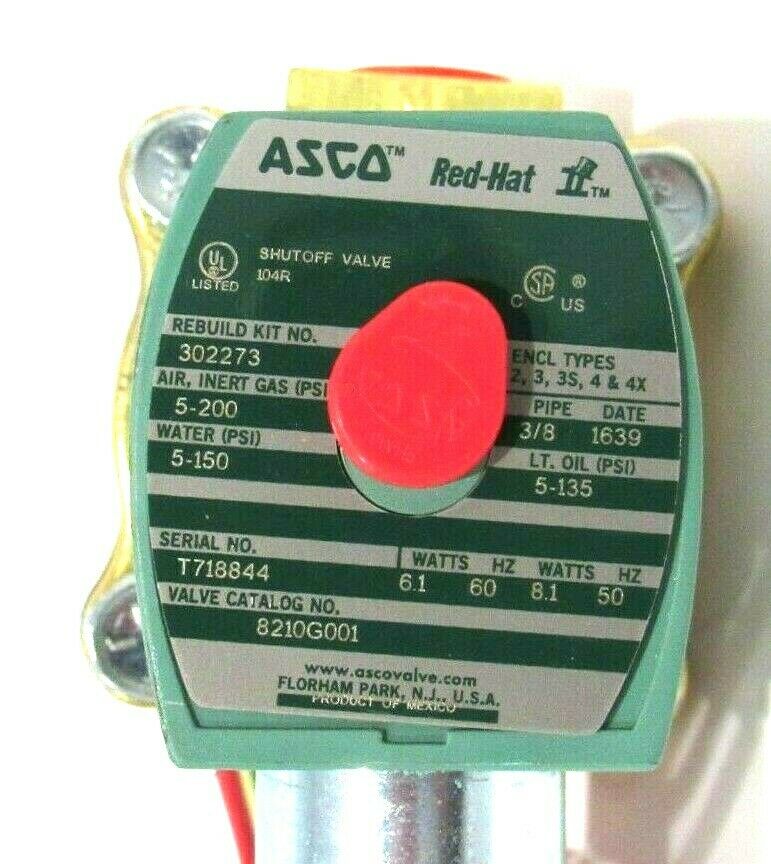 ASCO™ Red-Hat II™
UL LISTED
SHUTOFF VALVE
104R
C SA ® US
REBUILD KIT NO.
302273
ENCL TYPES
2, 3, 3S, 4 & 4X
AIR, INERT GAS (PSI
5-200
PIPE DATE
3/8 1639
WATER (PSI)
5-150
LT. OIL (PSI)
5-135
SERIAL NO.
T718844
WATTS HZ WATTS HZ
6.1 60 8.1 50
VALVE CATALOG NO.
8210G001
www.ascovalve.com
FLORHAM PARK, N.J., U.S.A.
PRODUCT OF MEXICO